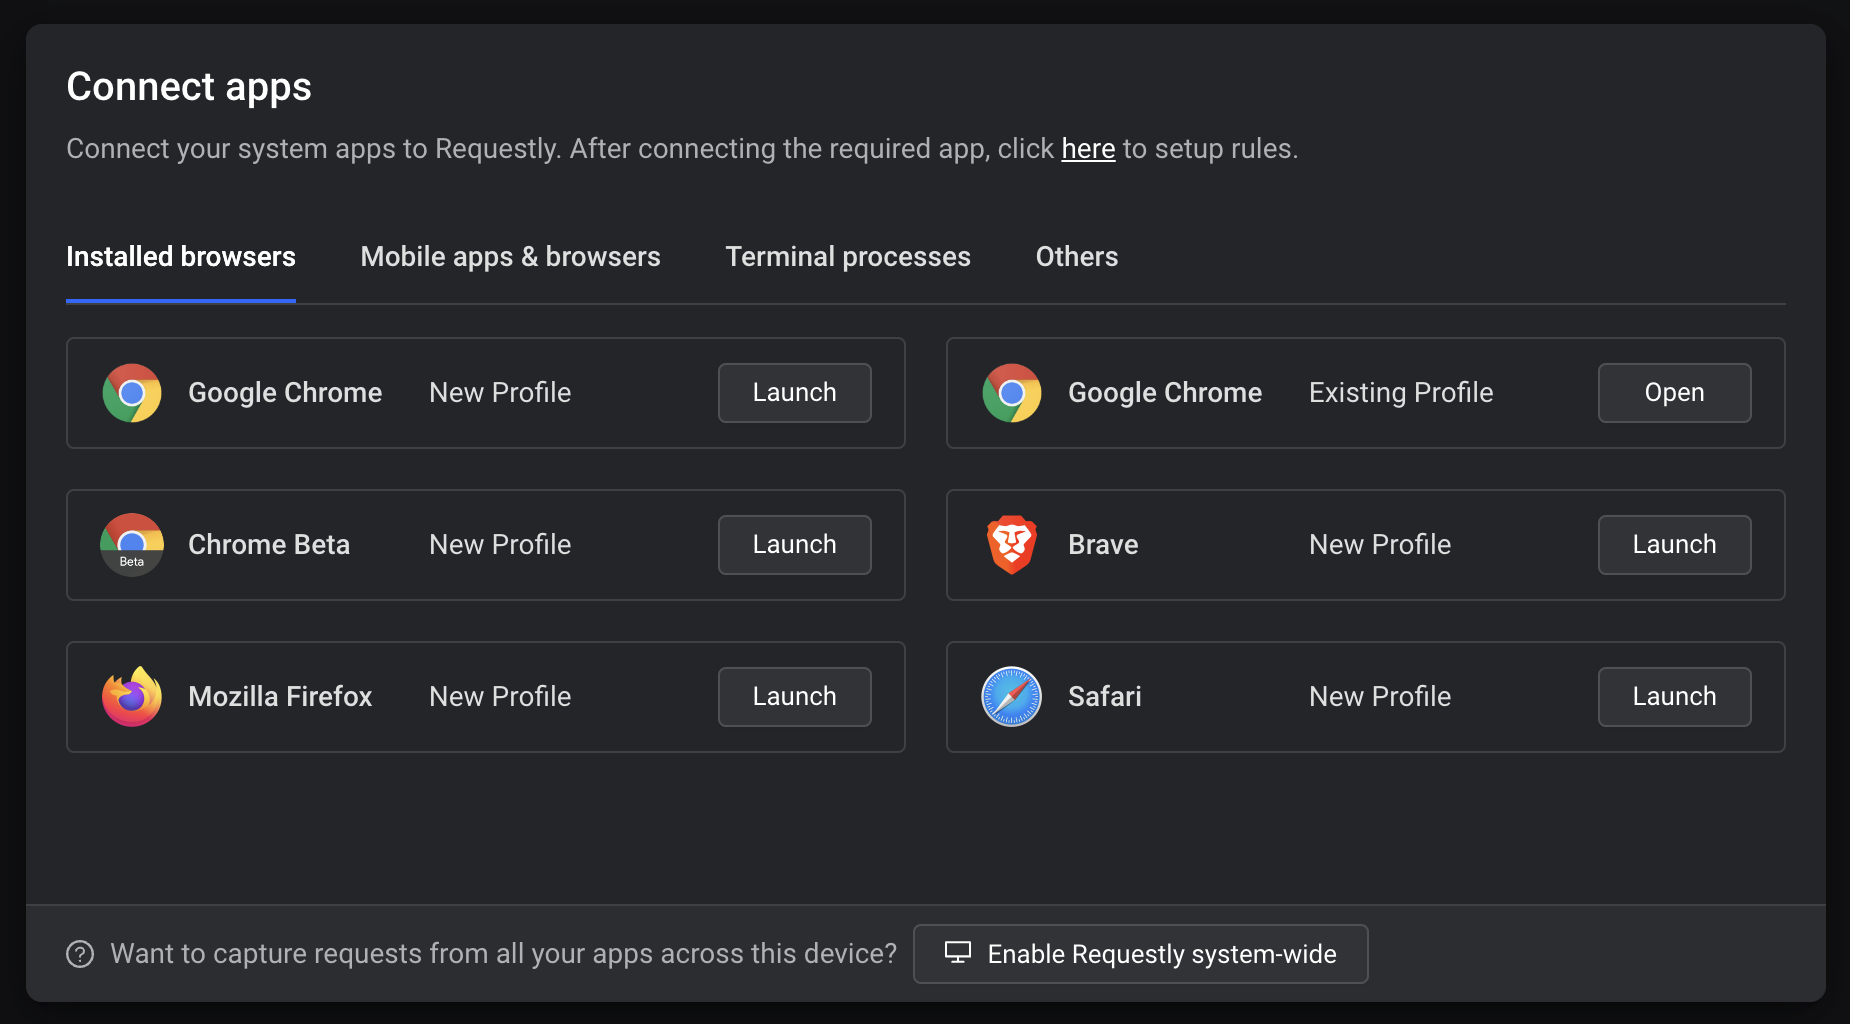 Connect apps
Connect your system apps to Requestly. After connecting the required app, click here to setup rules.
Installed browsers Mobile apps & browsers Terminal processes Others
Google Chrome New Profile Launch
Google Chrome Existing Profile Open
Beta Chrome Beta New Profile Launch
Brave New Profile Launch
Mozilla Firefox New Profile Launch
Safari New Profile Launch
? Want to capture requests from all your apps across this device? Enable Requestly system-wide